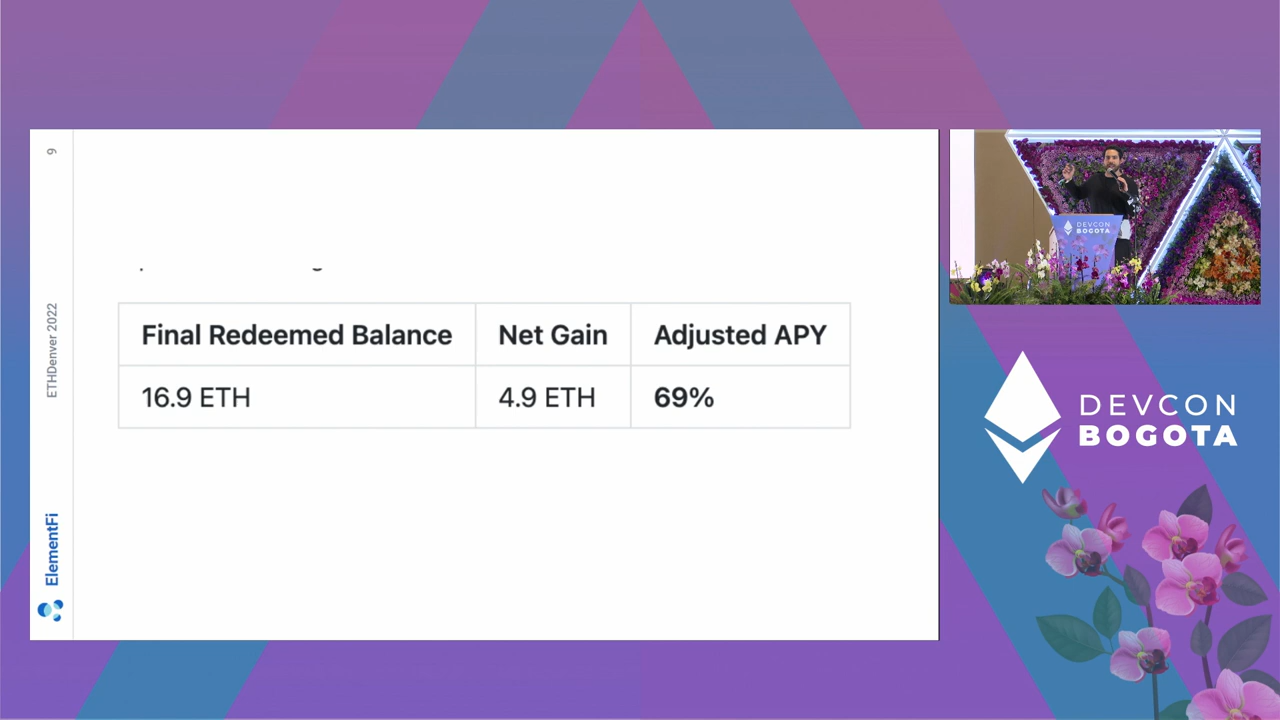 9
ETHDenver 2022
ElementFi
Final Redeemed Balance Net Gain Adjusted APY
16.9 ETH 4.9 ETH 69%
DEVCON
BOGOTA
DEVCON
BOGOTA